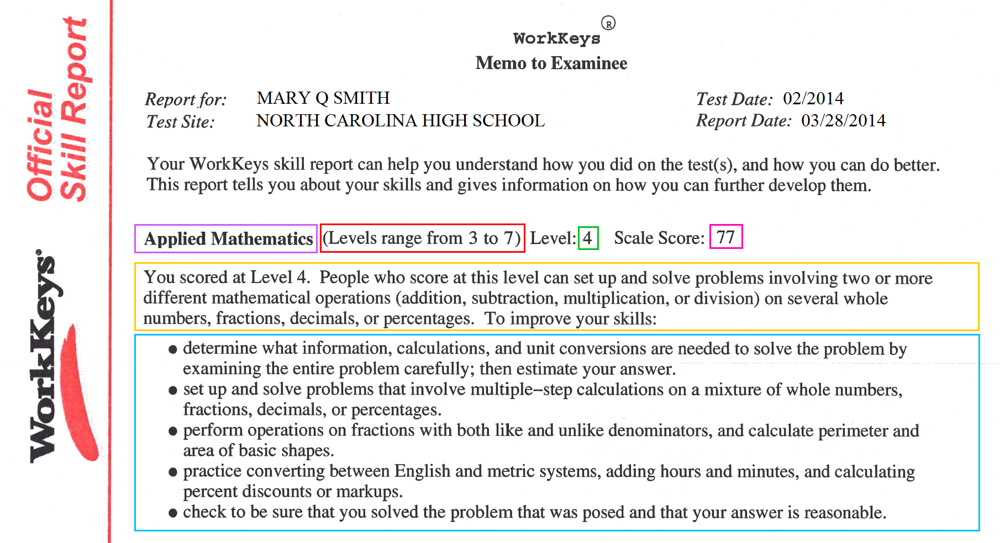 Official
Skill Report
WorkKeys®
WorkKeys®
Memo to Examinee
Report for: MARY Q SMITH Test Date: 02/2014
Test Site: NORTH CAROLINA HIGH SCHOOL Report Date: 03/28/2014
Your WorkKeys skill report can help you understand how you did on the test(s), and how you can do better.
This report tells you about your skills and gives information on how you can further develop them.
Applied Mathematics (Levels range from 3 to 7) Level: 4 Scale Score: 77
You scored at Level 4. People who score at this level can set up and solve problems involving two or more
different mathematical operations (addition, subtraction, multiplication, or division) on several whole
numbers, fractions, decimals, or percentages. To improve your skills:
● determine what information, calculations, and unit conversions are needed to solve the problem by
examining the entire problem carefully; then estimate your answer.
● set up and solve problems that involve multiple–step calculations on a mixture of whole numbers,
fractions, decimals, or percentages.
● perform operations on fractions with both like and unlike denominators, and calculate perimeter and
area of basic shapes.
● practice converting between English and metric systems, adding hours and minutes, and calculating
percent discounts or markups.
● check to be sure that you solved the problem that was posed and that your answer is reasonable.